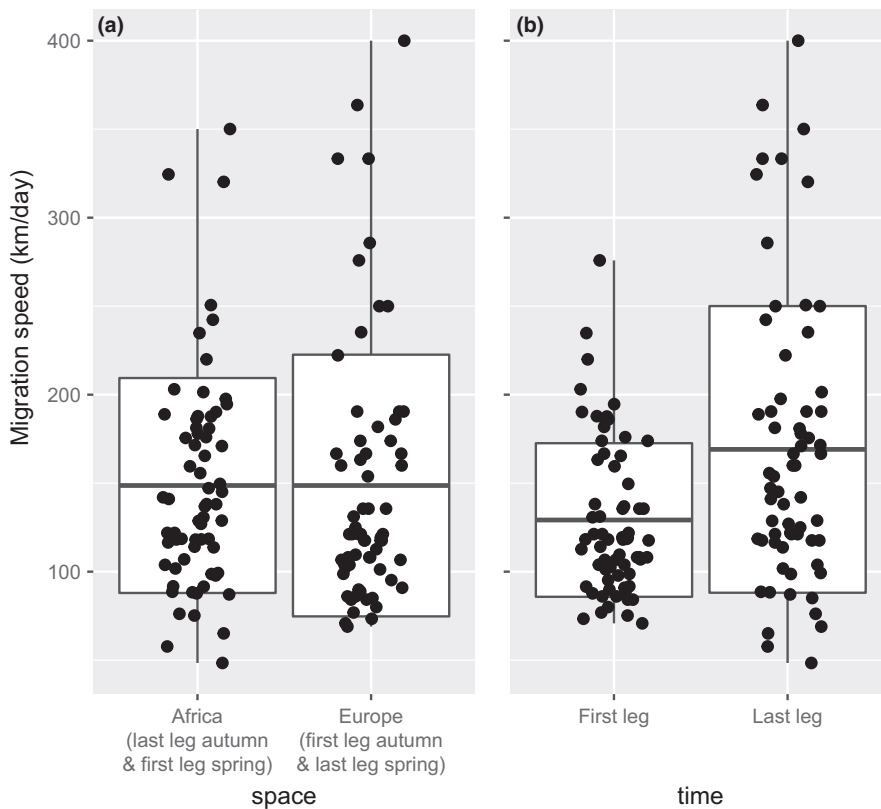 (a)
(b)
Migration speed (km/day)
400
300
200
100
Africa
(last leg autumn
& first leg spring)
Europe
(first leg autumn
& last leg spring)
First leg
Last leg
space
time